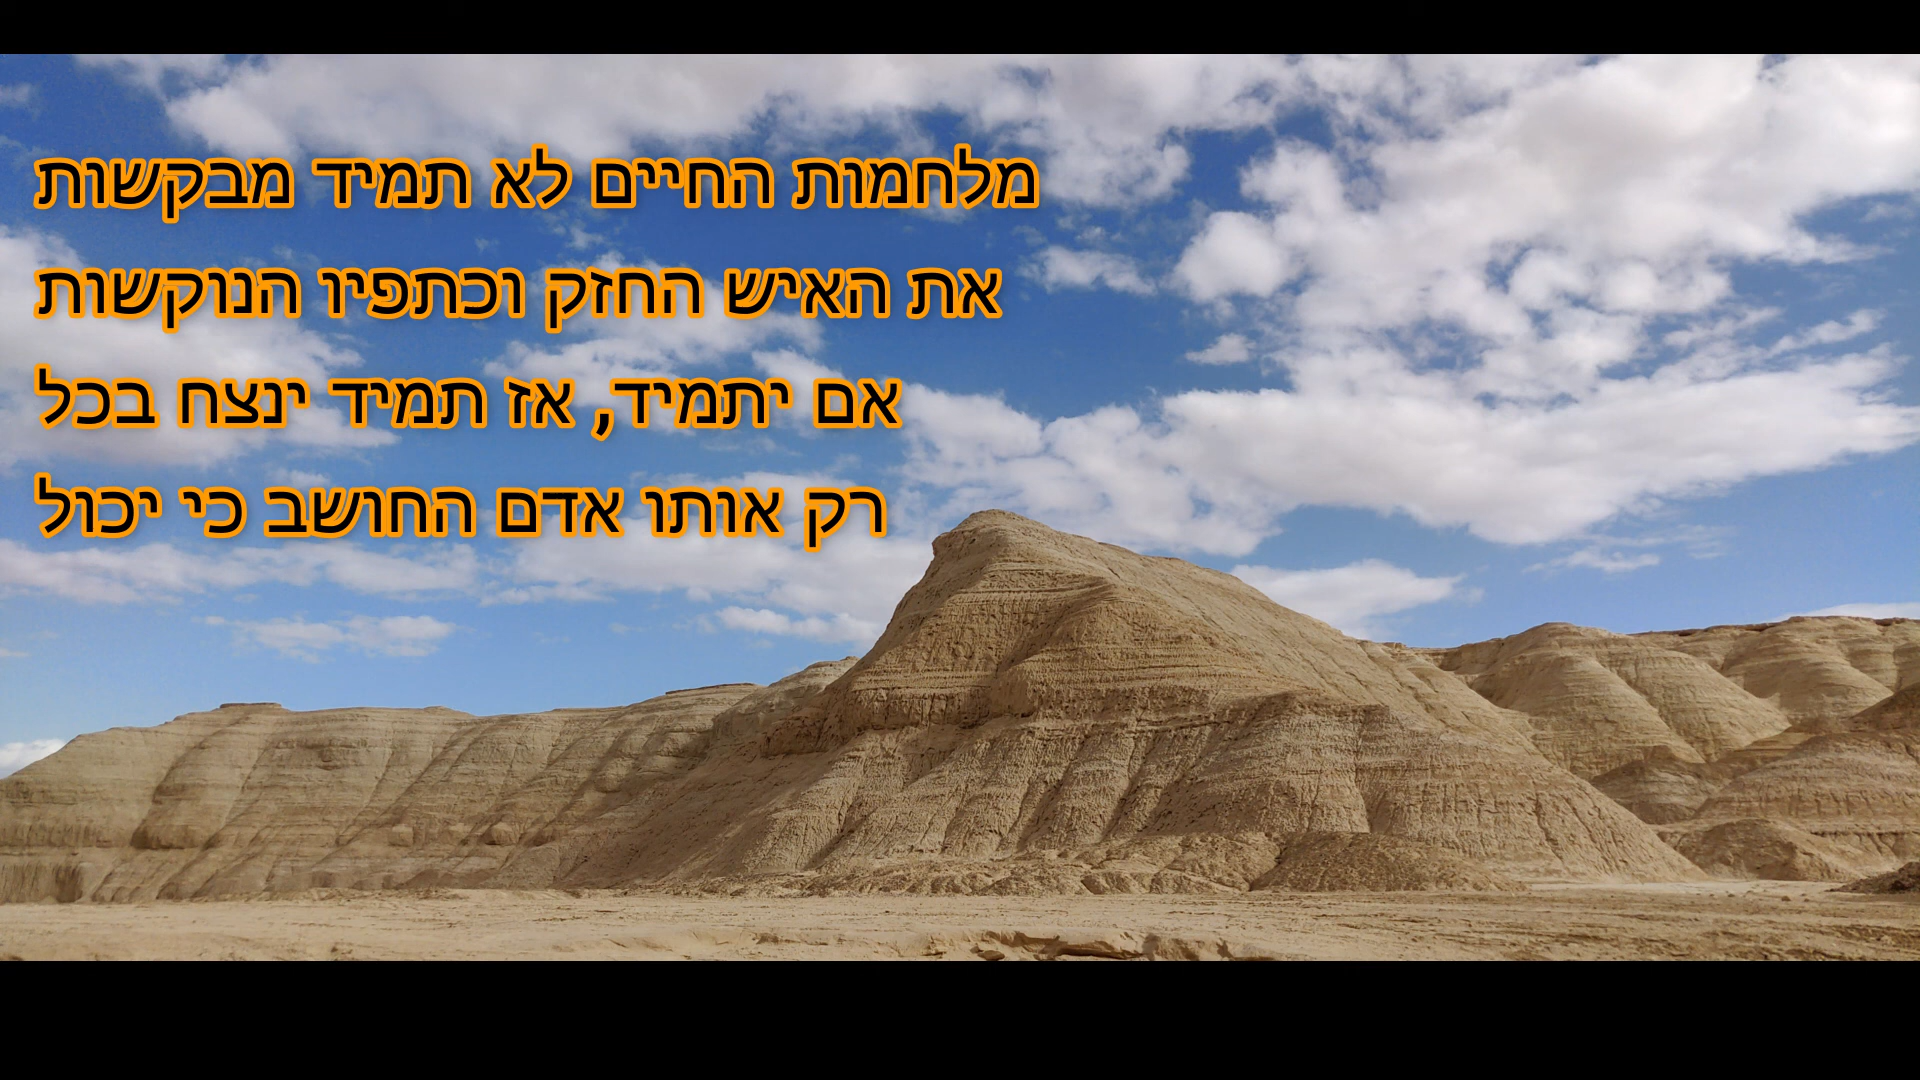 מלחמות החיים לא תמיד מבקשות
את האיש החזק וכתפיו הנוקשות
אם יתמיד, אז תמיד ינצח בכל
רק אותו אדם החושב כי יכול